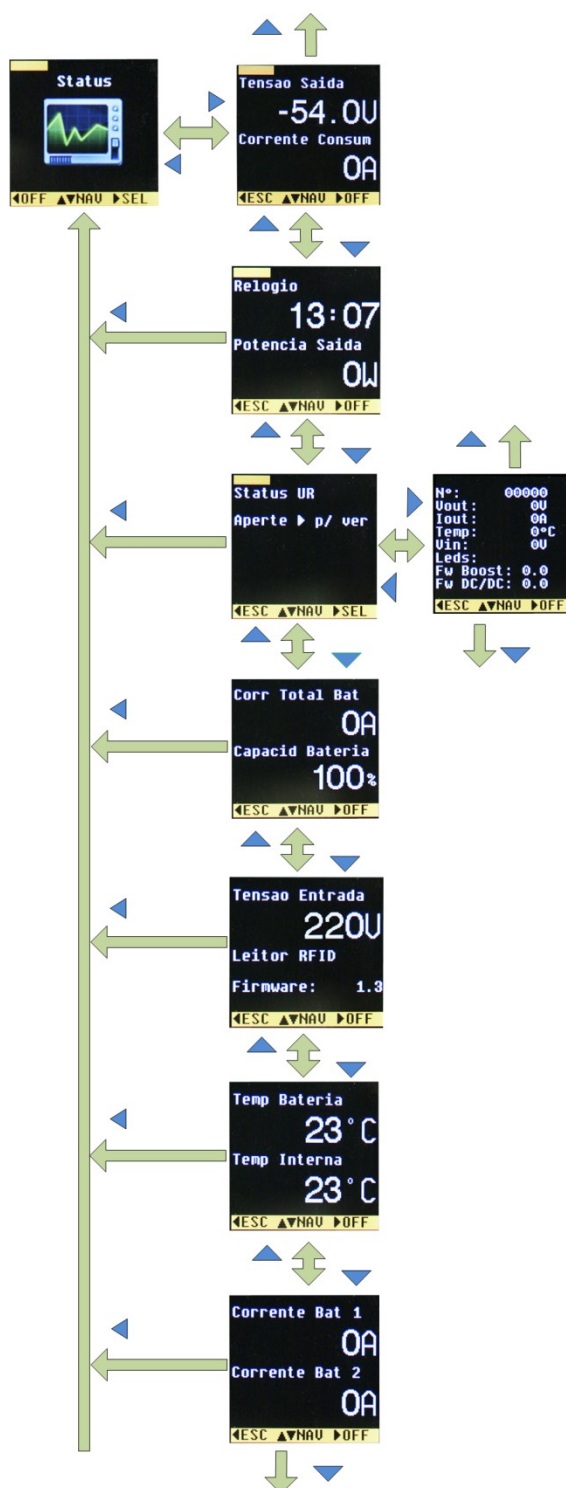 Status
◀OFF ▲▼NAV ▶SEL
Tensao Saida
-54.0V
Corrente Consum
0A
◀ESC ▲▼NAV ▶OFF
Relogio
13:07
Potencia Saida
0W
◀ESC ▲▼NAV ▶OFF
Status UR
Aperte ▶ p/ ver
◀ESC ▲▼NAV ▶SEL
Nº: 00000
Vout: 0V
Iout: 0A
Temp: 0°C
Vin: 0V
Leds:
Fw Boost: 0.0
Fw DC/DC: 0.0
◀ESC ▲▼NAV ▶OFF
Corr Total Bat
0A
Capacid Bateria
100%
◀ESC ▲▼NAV ▶OFF
Tensao Entrada
220V
Leitor RFID
Firmware: 1.3
◀ESC ▲▼NAV ▶OFF
Temp Bateria
23°C
Temp Interna
23°C
◀ESC ▲▼NAV ▶OFF
Corrente Bat 1
0A
Corrente Bat 2
0A
◀ESC ▲▼NAV ▶OFF